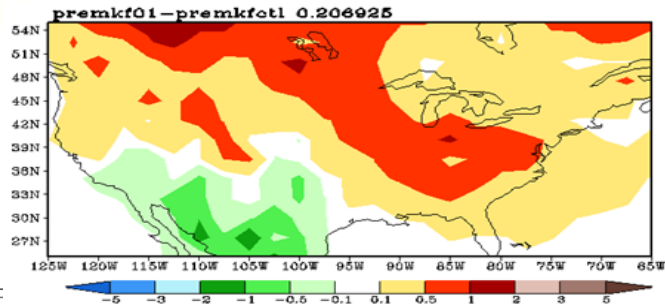 premkf01-premkfctl 0.206925
54N
51N
48N
45N
42N
39N
36N
33N
30N
27N
125W 120W 115W 110W 105W 100W 95W 90W 85W 80W 75W 70W 65W
-5 -3 -2 -1 -0.5 -0.1 0.1 0.5 1 2 3 5